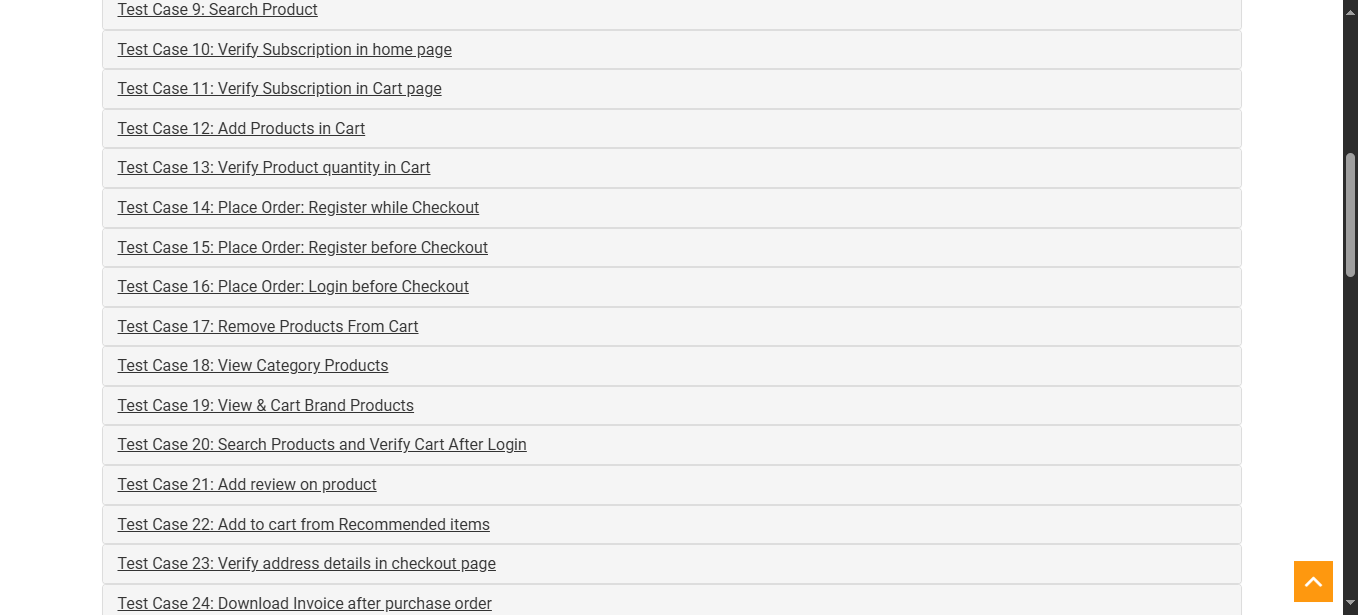 Test Case 9: Search Product
Test Case 10: Verify Subscription in home page
Test Case 11: Verify Subscription in Cart page
Test Case 12: Add Products in Cart
Test Case 13: Verify Product quantity in Cart
Test Case 14: Place Order: Register while Checkout
Test Case 15: Place Order: Register before Checkout
Test Case 16: Place Order: Login before Checkout
Test Case 17: Remove Products From Cart
Test Case 18: View Category Products
Test Case 19: View & Cart Brand Products
Test Case 20: Search Products and Verify Cart After Login
Test Case 21: Add review on product
Test Case 22: Add to cart from Recommended items
Test Case 23: Verify address details in checkout page
Test Case 24: Download Invoice after purchase order